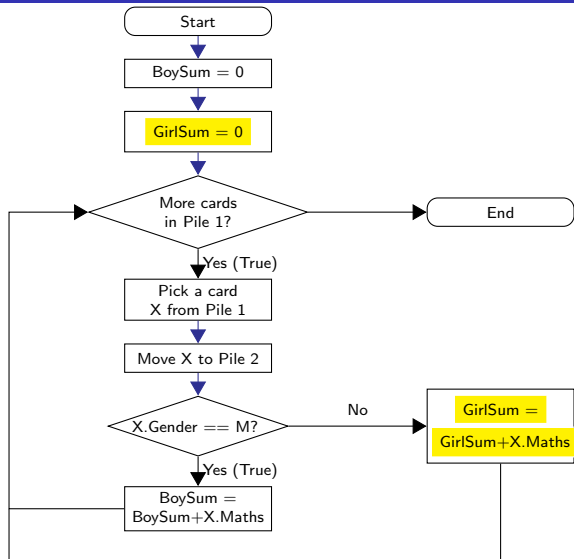 Start
BoySum = 0
GirlSum = 0
More cards
in Pile 1?
End
Yes (True)
Pick a card
X from Pile 1
Move X to Pile 2
X.Gender == M?
No
GirlSum =
GirlSum+X.Maths
Yes (True)
BoySum =
BoySum+X.Maths